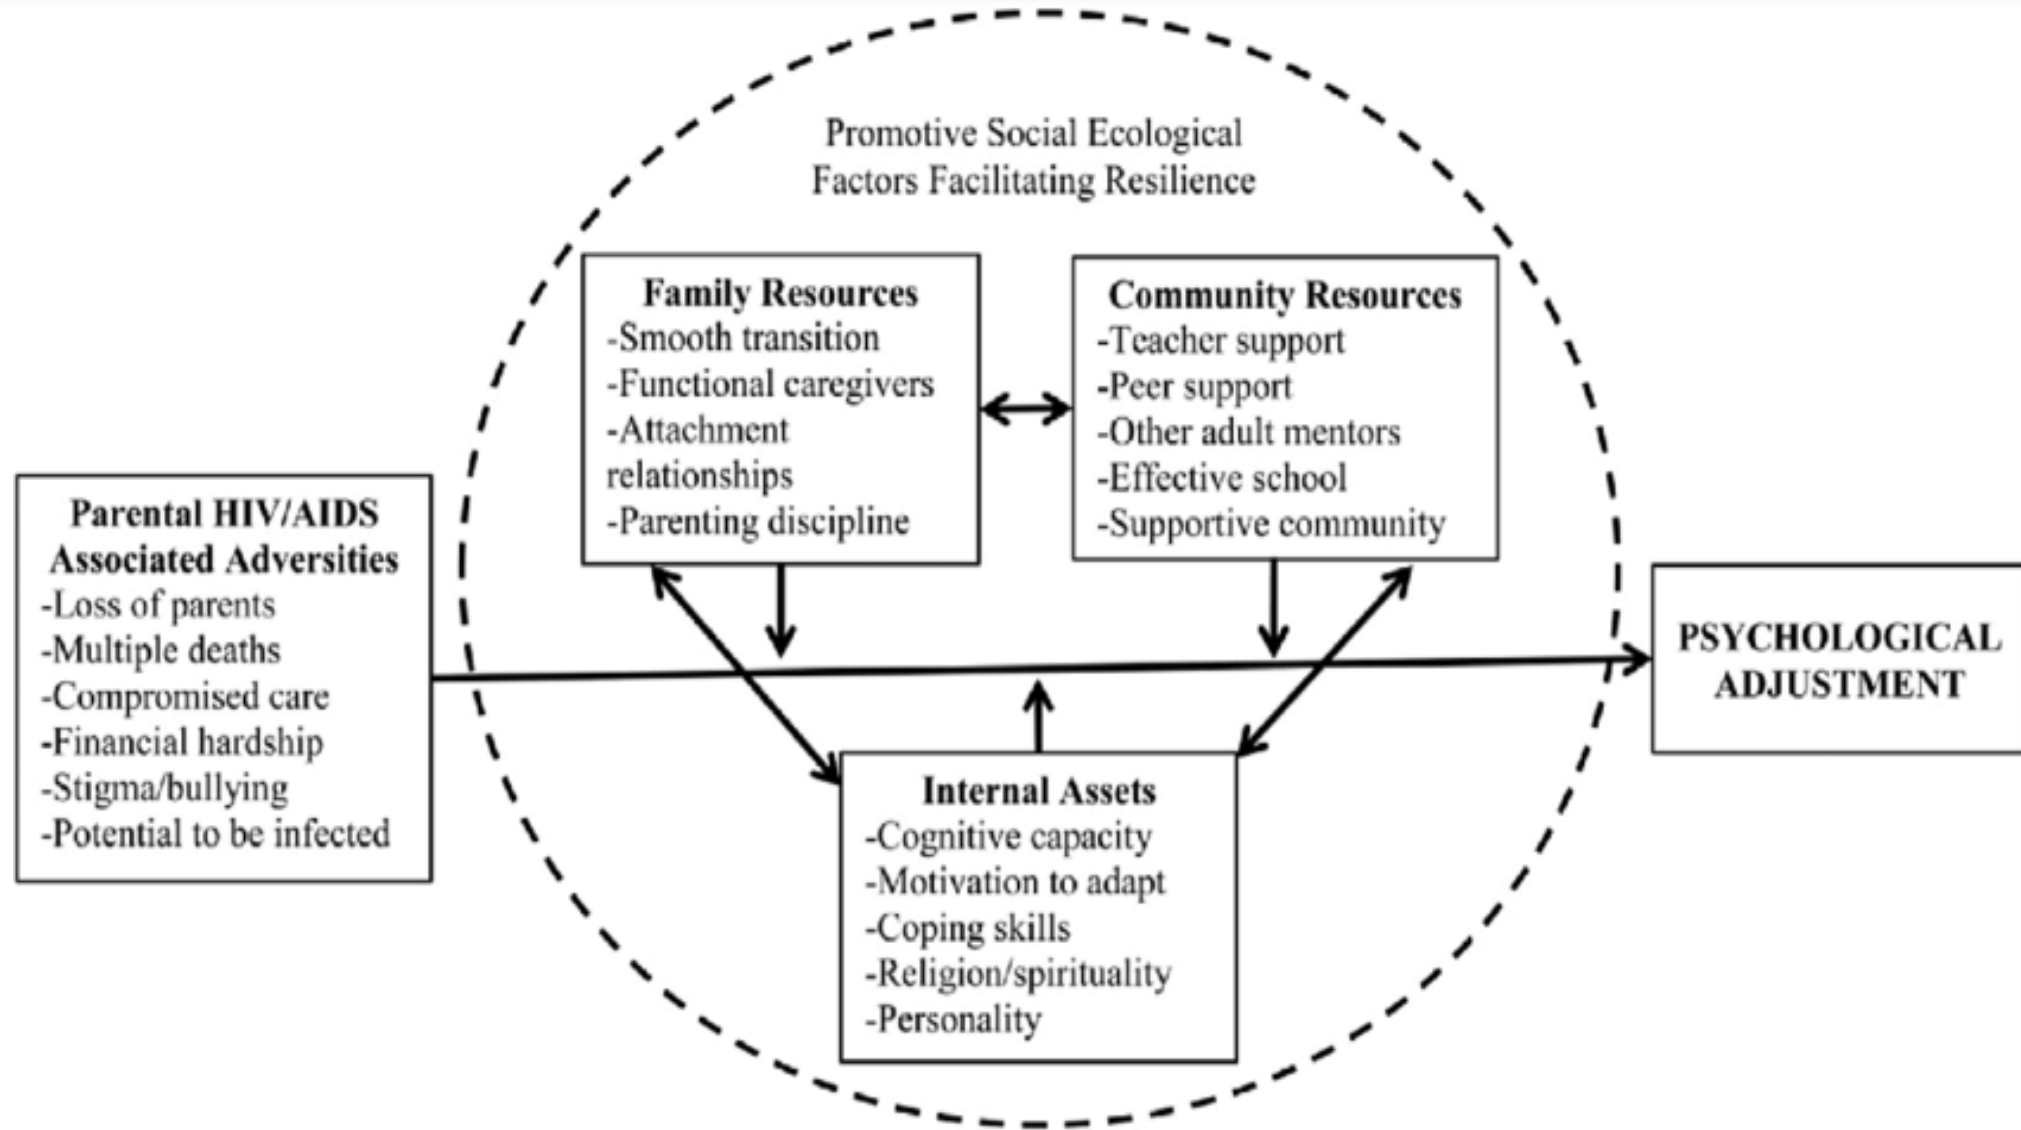 Promotive Social Ecological
Factors Facilitating Resilience
Family Resources
-Smooth transition
-Functional caregivers
-Attachment
relationships
-Parenting discipline
Community Resources
-Teacher support
-Peer support
-Other adult mentors
-Effective school
-Supportive community
Parental HIV/AIDS
Associated Adversities
-Loss of parents
-Multiple deaths
-Compromised care
-Financial hardship
-Stigma/bullying
-Potential to be infected
PSYCHOLOGICAL
ADJUSTMENT
Internal Assets
-Cognitive capacity
-Motivation to adapt
-Coping skills
-Religion/spirituality
-Personality